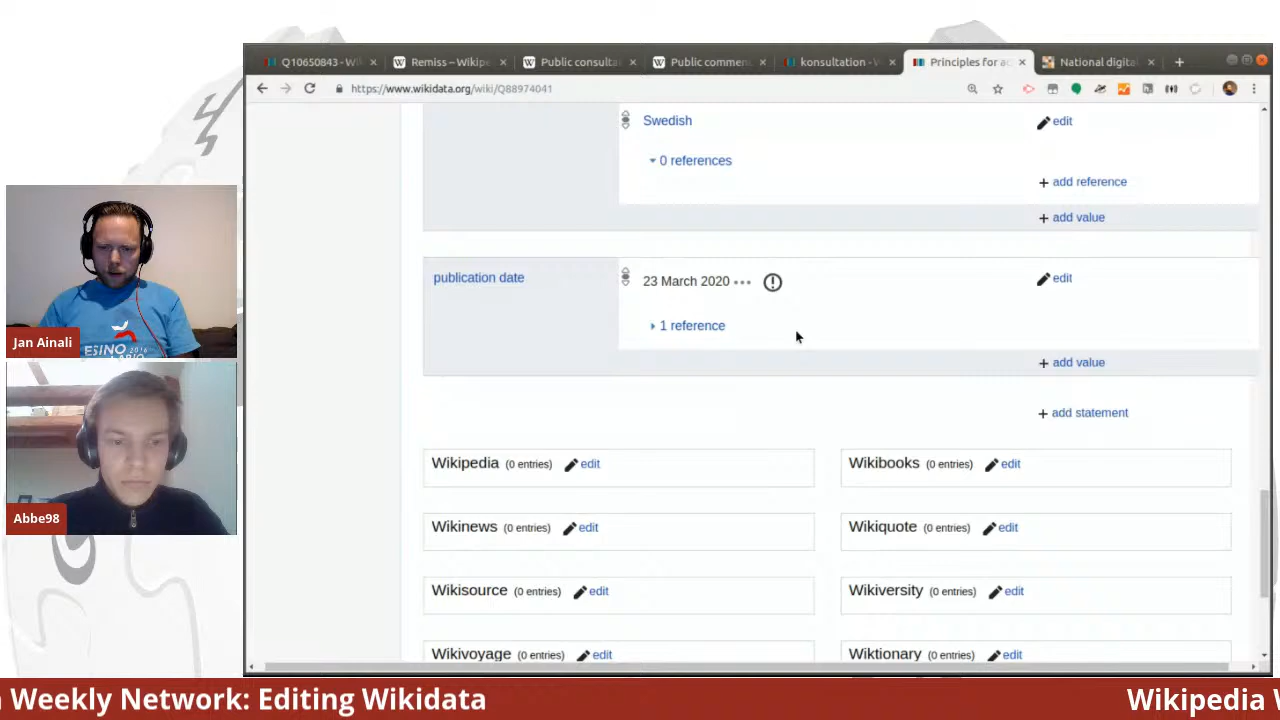 Q10650843 - Wi
Remiss – Wikipe
Public consulta
Public commen
konsultation - W
Principles for ac
National digita
https://www.wikidata.org/wiki/Q88974041
Swedish
edit
0 references
+ add reference
+ add value
publication date
23 March 2020
edit
1 reference
+ add value
+ add statement
Wikipedia (0 entries) edit
Wikibooks (0 entries) edit
Wikinews (0 entries) edit
Wikiquote (0 entries) edit
Wikisource (0 entries) edit
Wikiversity (0 entries) edit
Wikivoyage (0 entries) edit
Wiktionary (0 entries) edit
Jan Ainali
ESINO
2016
Abbe98
Weekly Network: Editing Wikidata
Wikipedia W